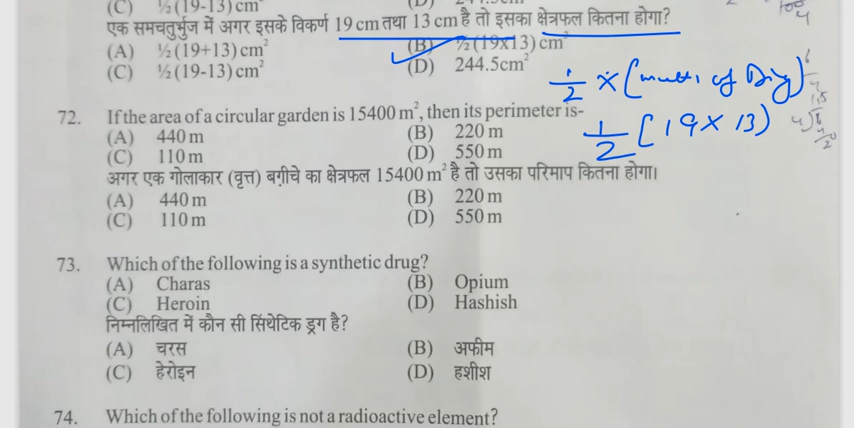 (C) ½(19-13)cm
एक समचतुर्भुज में अगर इसके विकर्ण 19 cm तथा 13 cm है तो इसका क्षेत्रफल कितना होगा?
(A) ½(19+13)cm² (B) ½(19x13)cm²
(C) ½(19-13)cm² (D) 244.5cm²
1/2 × (multi of Dig)
1/2 [19 × 13)
72. If the area of a circular garden is 15400 m², then its perimeter is-
(A) 440 m (B) 220 m
(C) 110 m (D) 550 m
अगर एक गोलाकार (वृत्त) बग़ीचे का क्षेत्रफल 15400 m² है तो उसका परिमाप कितना होगा।
(A) 440 m (B) 220 m
(C) 110 m (D) 550 m
73. Which of the following is a synthetic drug?
(A) Charas (B) Opium
(C) Heroin (D) Hashish
निम्नलिखित में कौन सी सिंथेटिक ड्रग है?
(A) चरस (B) अफीम
(C) हेरोइन (D) हशीश
74. Which of the following is not a radioactive element?